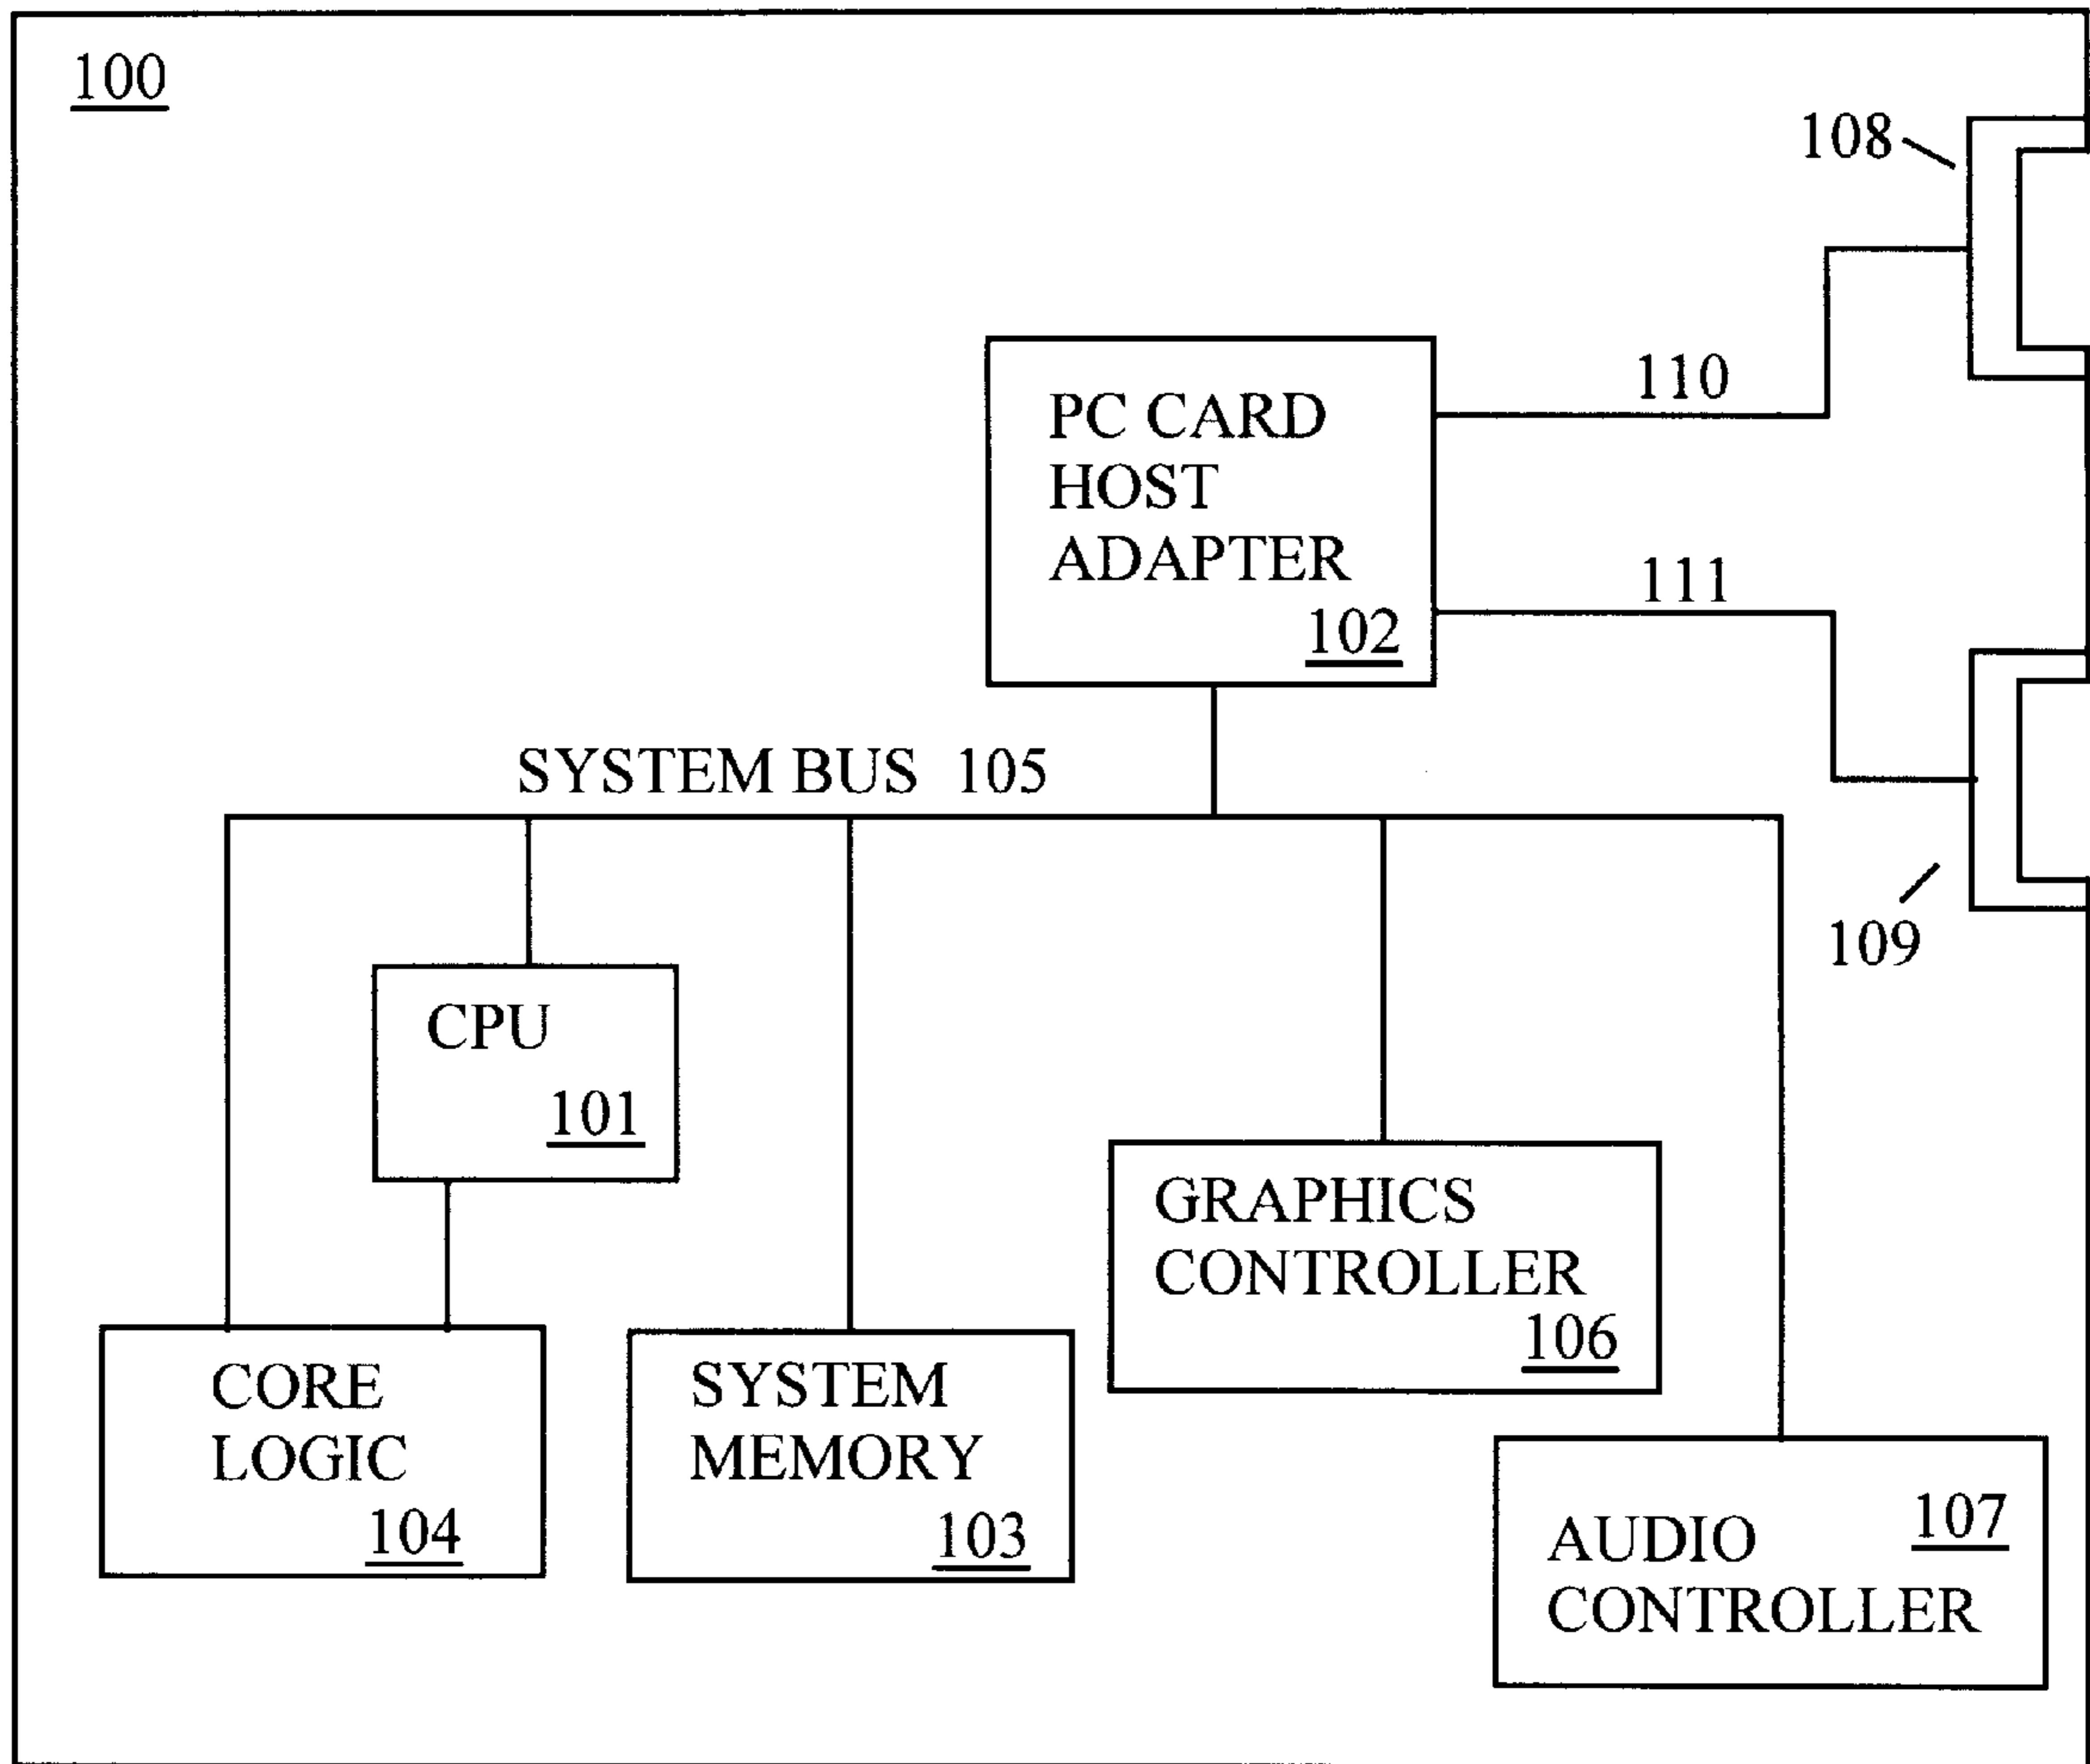 100
108
110
PC CARD
HOST
ADAPTER
102
111
SYSTEM BUS 105
109
CPU
101
GRAPHICS
CONTROLLER
106
CORE
LOGIC
104
SYSTEM
MEMORY
103
107
AUDIO
CONTROLLER